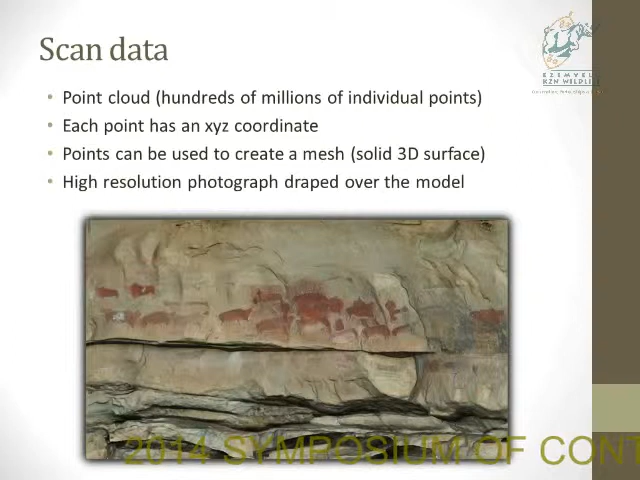 Scan data
EZEMVELO
KZN WILDLIFE
• Point cloud (hundreds of millions of individual points)
• Each point has an xyz coordinate
• Points can be used to create a mesh (solid 3D surface)
• High resolution photograph draped over the model
2014 SYMPOSIUM OF CONT